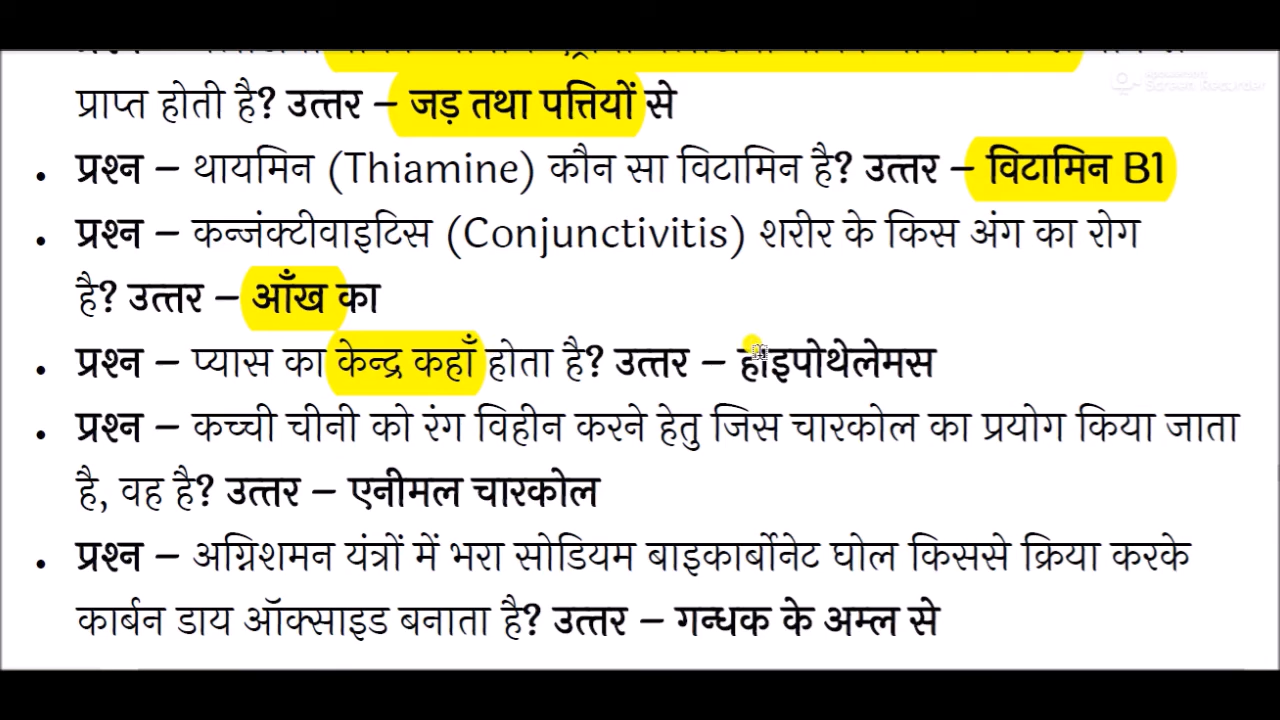 प्राप्त होती है? उत्तर – जड़ तथा पत्तियों से
• प्रश्न – थायमिन (Thiamine) कौन सा विटामिन है? उत्तर – विटामिन B1
• प्रश्न – कन्जंक्टीवाइटिस (Conjunctivitis) शरीर के किस अंग का रोग
है? उत्तर – आँख का
• प्रश्न – प्यास का केन्द्र कहाँ होता है? उत्तर – हाइपोथेलेमस
• प्रश्न – कच्ची चीनी को रंग विहीन करने हेतु जिस चारकोल का प्रयोग किया जाता
है, वह है? उत्तर – एनीमल चारकोल
• प्रश्न – अग्निशमन यंत्रों में भरा सोडियम बाइकार्बोनेट घोल किससे क्रिया करके
कार्बन डाय ऑक्साइड बनाता है? उत्तर – गन्धक के अम्ल से
Screen Recorder